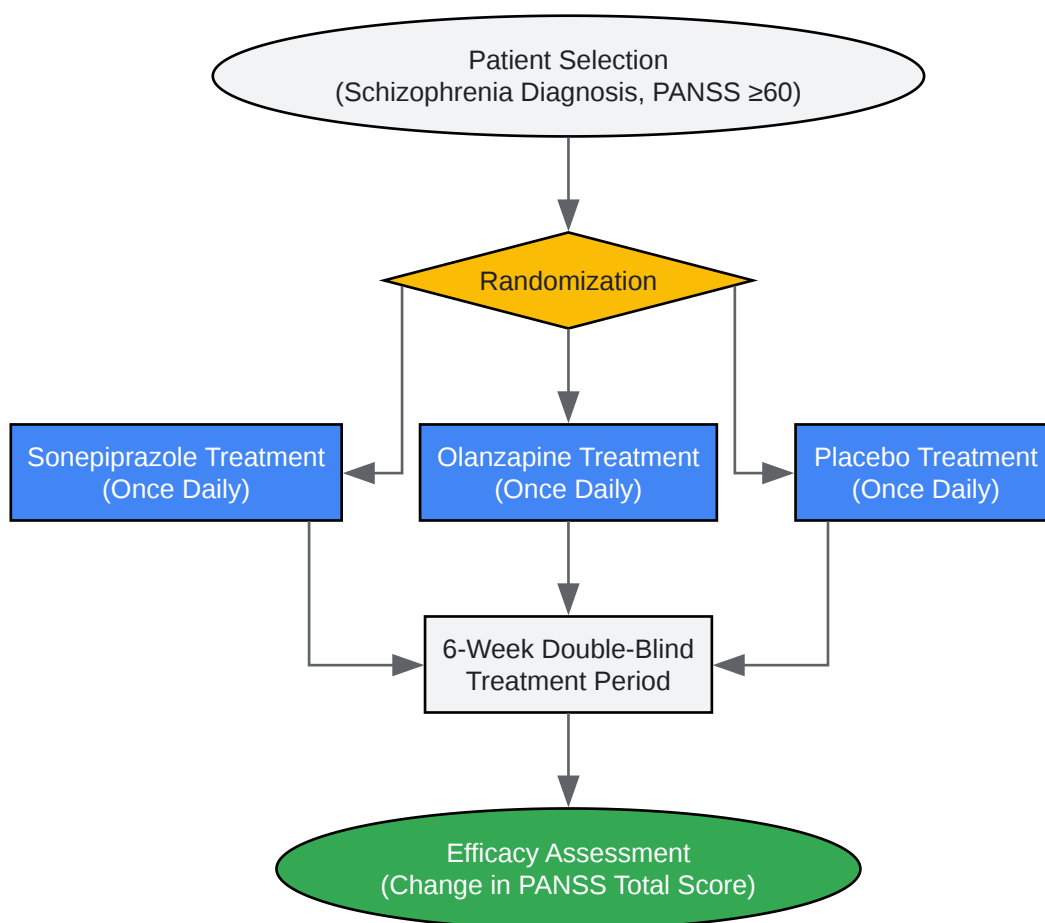 Patient Selection
(Schizophrenia Diagnosis, PANSS ≥60)
Randomization
Sonepiprazole Treatment
(Once Daily)
Olanzapine Treatment
(Once Daily)
Placebo Treatment
(Once Daily)
6-Week Double-Blind
Treatment Period
Efficacy Assessment
(Change in PANSS Total Score)